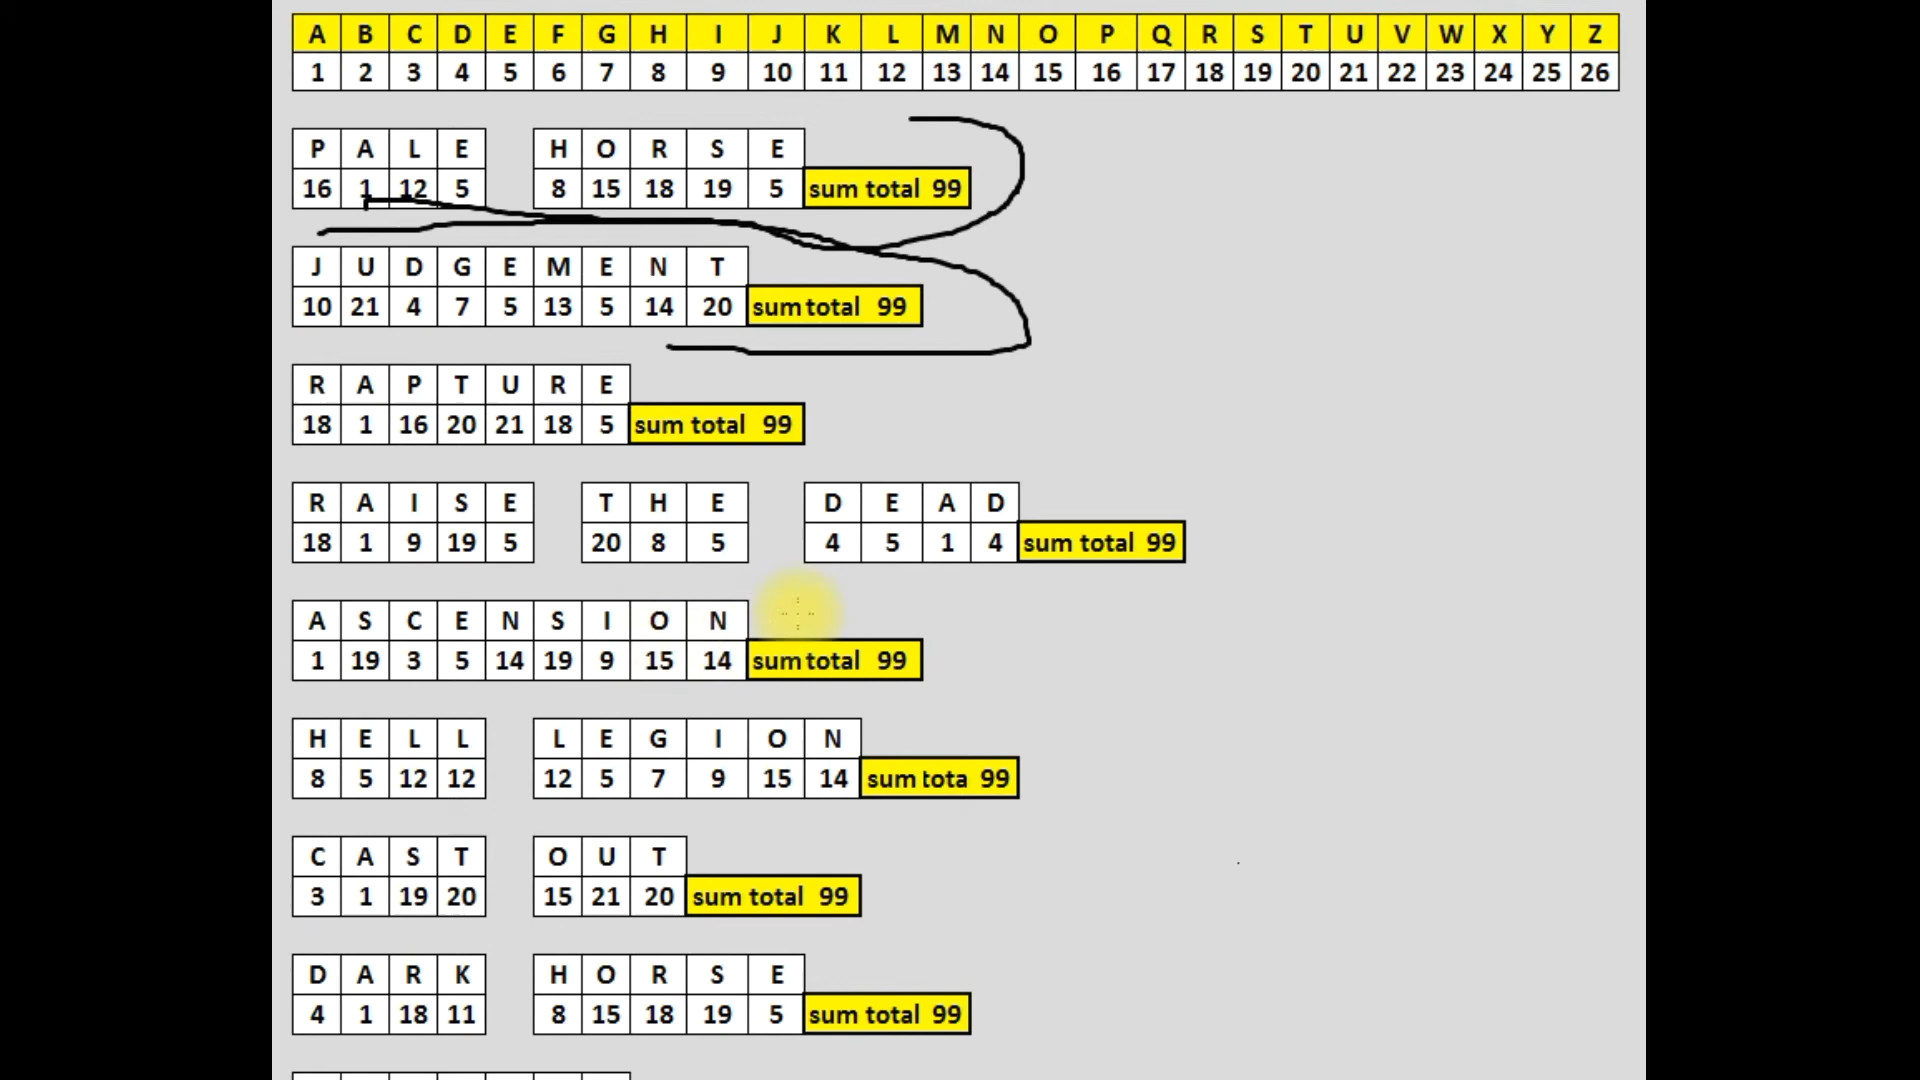 A B C D E F G H I J K L M N O P Q R S T U V W X Y Z
1 2 3 4 5 6 7 8 9 10 11 12 13 14 15 16 17 18 19 20 21 22 23 24 25 26
P A L E H O R S E
16 1 12 5 8 15 18 19 5 sum total 99
J U D G E M E N T
10 21 4 7 5 13 5 14 20 sum total 99
R A P T U R E
18 1 16 20 21 18 5 sum total 99
R A I S E T H E D E A D
18 1 9 19 5 20 8 5 4 5 1 4 sum total 99
A S C E N S I O N
1 19 3 5 14 19 9 15 14 sum total 99
H E L L L E G I O N
8 5 12 12 12 5 7 9 15 14 sum tota 99
C A S T O U T
3 1 19 20 15 21 20 sum total 99
D A R K H O R S E
4 1 18 11 8 15 18 19 5 sum total 99